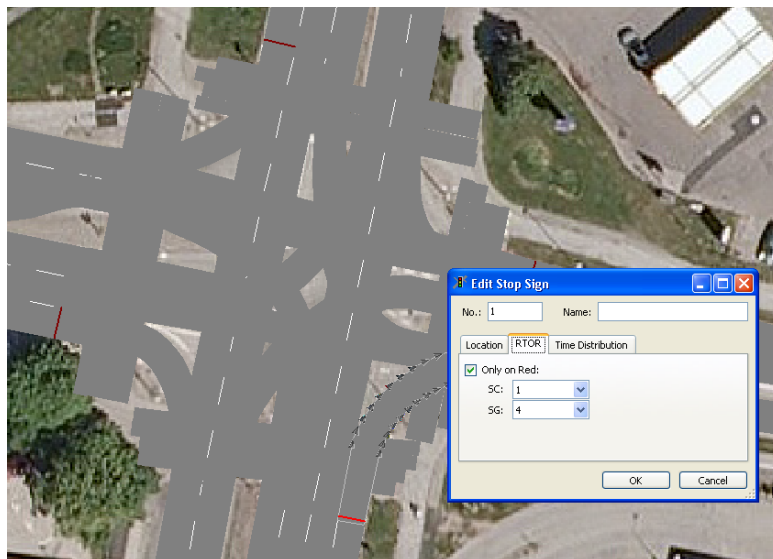 Edit Stop Sign
No.: 1 Name:
Location RTOR Time Distribution
Only on Red:
SC: 1
SG: 4
OK Cancel